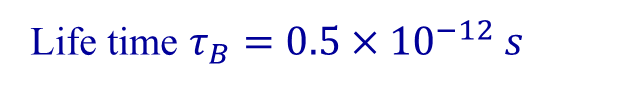 Life time τ_B = 0.5 × 10⁻¹² s